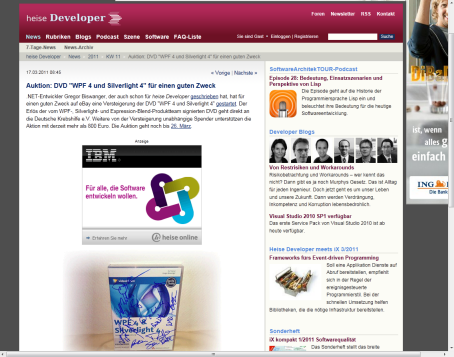 heise Developer
Foren Newsletter RSS Kontakt
News Rubriken Blogs Podcast Szene Software FAQ-Liste
Sie sind Gast • Einloggen | Registrieren
Suche
7-Tage-News News-Archiv
heise Developer News 2011 KW 11 Auktion: DVD "WPF 4 und Silverlight 4" für einen guten Zweck
17.03.2011 09:45
« Vorige | Nächste »
Auktion: DVD "WPF 4 und Silverlight 4" für einen guten Zweck
.NET-Entwickler Gregor Biswanger, der auch schon für heise Developer geschrieben hat, hat für
einen guten Zweck auf eBay eine Versteigerung der DVD "WPF 4 und Silverlight 4" gestartet. Der
Erlös der von WPF-, Silverlight- und Expression-Blend-Produktteam signierten DVD geht direkt an
die Deutsche Krebshilfe e.V. Weitere von der Versteigerung unabhängige Spender unterstützen die
Aktion mit derzeit mehr als 800 Euro. Die Auktion geht noch bis 26. März.
Anzeige
IBM
Für alle, die Software
entwickeln wollen.
Erfahren Sie mehr
heise online
WPF 4
Silverlight 4
SoftwareArchitekTOUR-Podcast
Episode 26: Bedeutung, Einsatzszenarien und
Perspektive von Lisp
Die Episode geht auf die Historie der
Programmiersprache Lisp ein und
beleuchtet ihre Bedeutung für die heutige
Softwareentwicklung.
Developer Blogs
Von Restrisiken und Workarounds
Risikobetrachtung und Workarounds – wer kennt das
nicht? Dann gibt es ja noch Murphys Gesetz. Das ist Alltag
für jeden Ingenieur. Doch jetzt geht es um unser Leben
und unsere Zukunft. Dann werden Verdrängung,
Inkompetenz und Korruption lebensbedrohlich.
Visual Studio 2010 SP1 verfügbar
Das erste Service Pack von Visual Studio 2010 ist ab
heute verfügbar.
Heise Developer meets iX 3/2011
Frameworks fürs Event-driven Programming
Soll eine Applikation Dienste auf
Abruf bereitstellen, empfiehlt
sich in der Regel der
ereignisgesteuerte
Programmierstil. Bei der
schnellen Umsetzung helfen
Bibliotheken, die die nötige Infrastruktur bereitstellen.
Sonderheft
iX kompakt 1/2011 Softwarequalität
Das Sonderheft stellt das breite
ist, wenn
alles g
einfach
ING
Die Bank